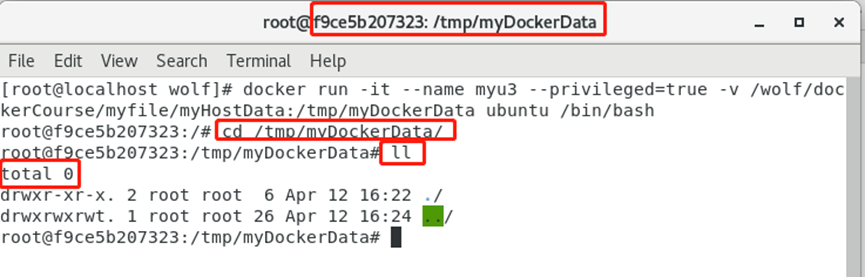 root@f9ce5b207323: /tmp/myDockerData
File Edit View Search Terminal Help
[root@localhost wolf]# docker run -it --name myu3 --privileged=true -v /wolf/doc
kerCourse/myfile/myHostData:/tmp/myDockerData ubuntu /bin/bash
root@f9ce5b207323:/# cd /tmp/myDockerData/
root@f9ce5b207323:/tmp/myDockerData# ll
total 0
drwxr-xr-x. 2 root root  6 Apr 12 16:22 ./
drwxrwxrwt. 1 root root 26 Apr 12 16:24 ../
root@f9ce5b207323:/tmp/myDockerData#